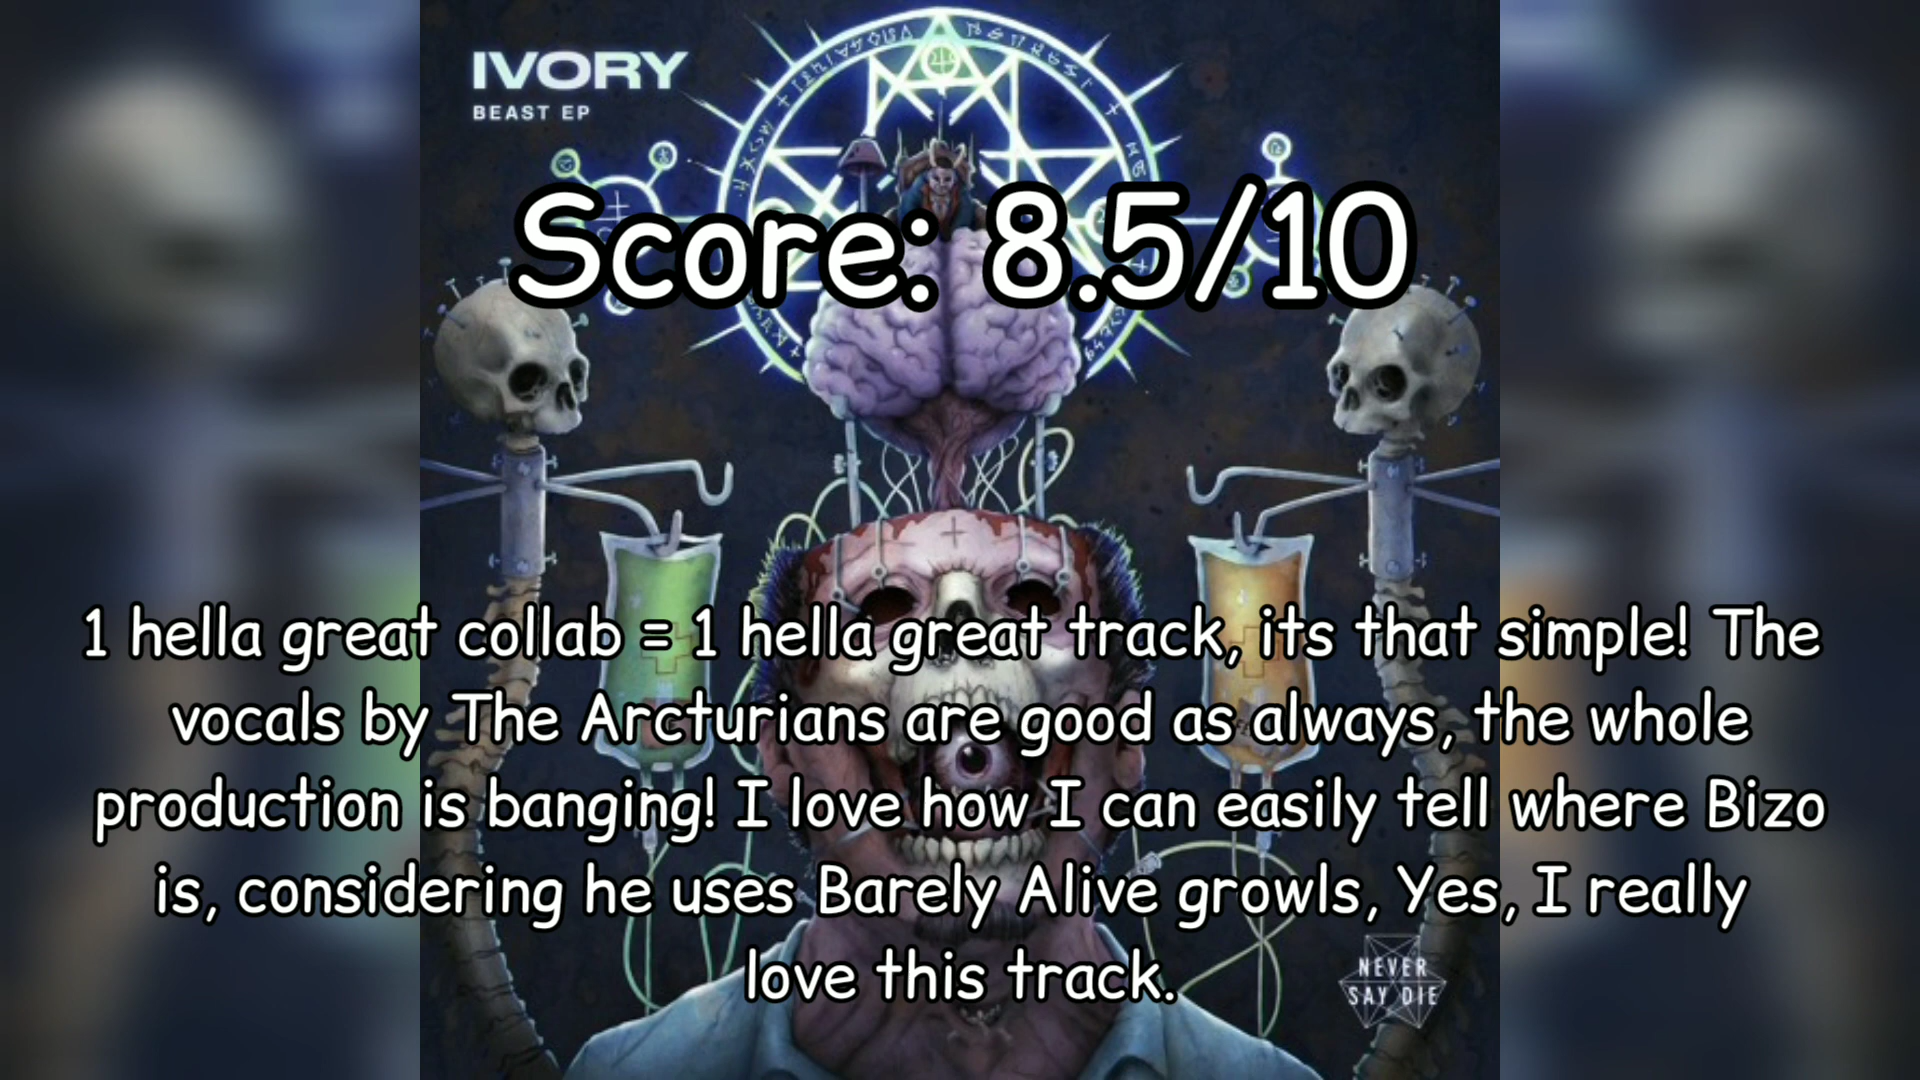 IVORY
BEAST EP
Score: 8.5/10
1 hella great collab = 1 hella great track, its that simple! The
vocals by The Arcturians are good as always, the whole
production is banging! I love how I can easily tell where Bizo
is, considering he uses Barely Alive growls, Yes, I really
love this track.
NEVER
SAY DIE